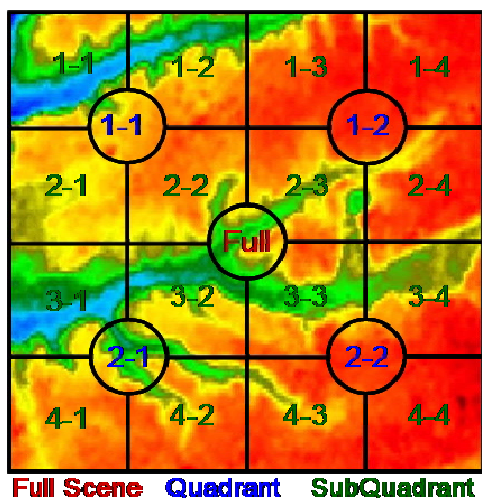 1-1 1-2 1-3 1-4
1-1 1-2
2-1 2-2 2-3 2-4
Full
3-1 3-2 3-3 3-4
2-1 2-2
4-1 4-2 4-3 4-4
Full Scene Quadrant SubQuadrant